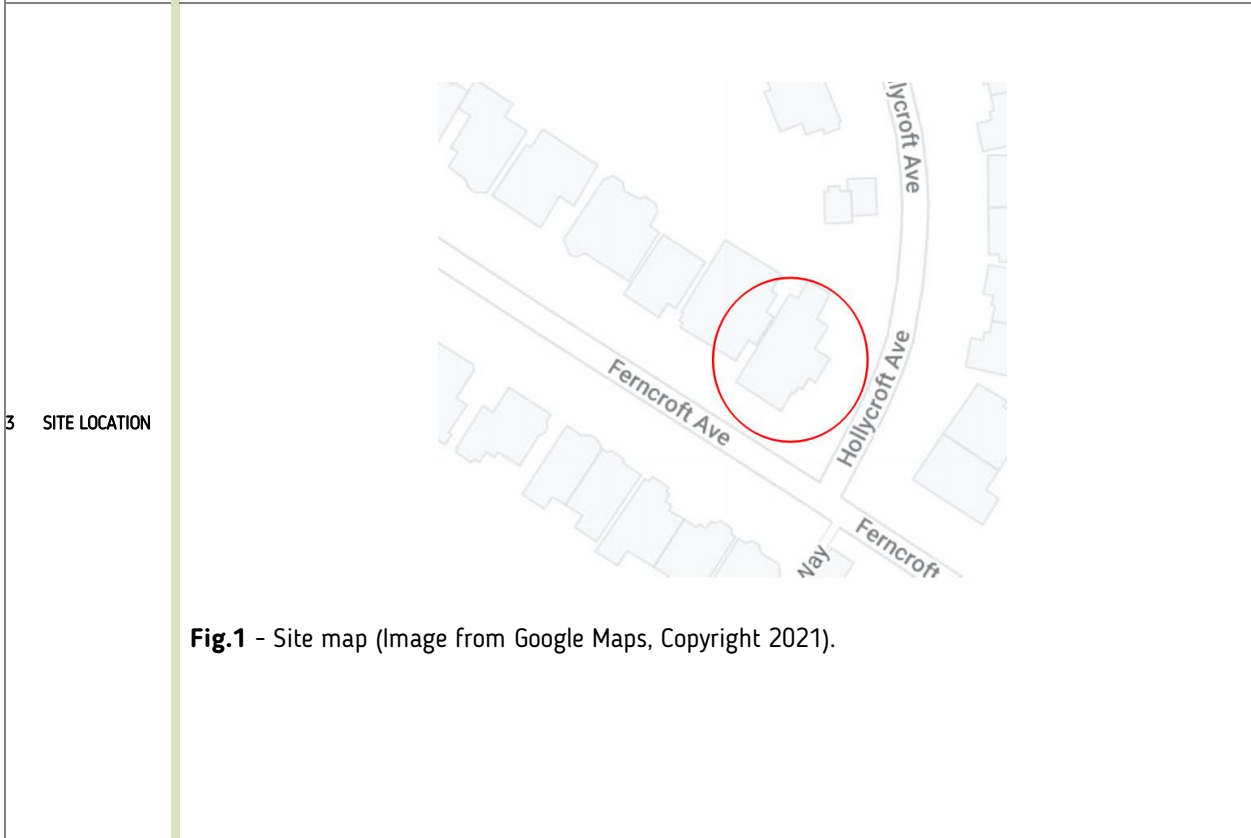 lycroft Ave
Ferncroft Ave
Hollycroft Ave
3 SITE LOCATION
Ferncroft
Way
Fig.1 - Site map (Image from Google Maps, Copyright 2021).